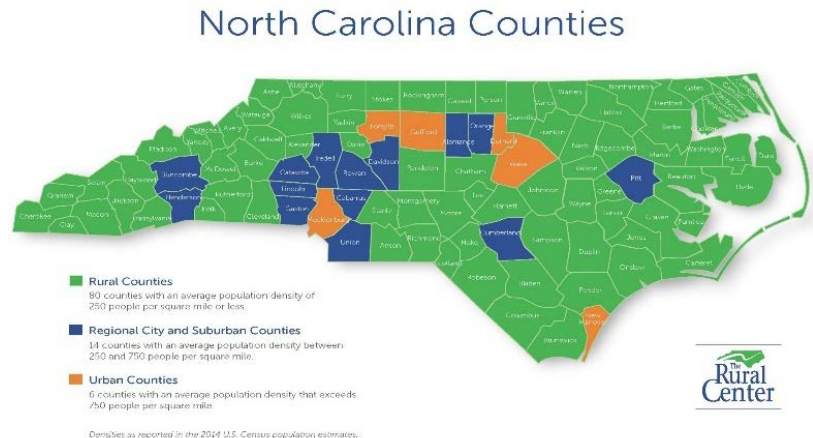 North Carolina Counties
Ashe
Alleghany
Surry
Stokes
Rockingham
Caswell
Person
Granville
Vance
Warren
Northampton
Gates
Hertford
Halifax
Bertie
Watauga
Wilkes
Yadkin
Forsyth
Guilford
Alamance
Orange
Durham
Franklin
Nash
Edgecombe
Martin
Washington
Tyrrell
Dare
Mitchell
Avery
Yancey
Madison
Caldwell
Alexander
Iredell
Davie
Davidson
Randolph
Chatham
Wake
Wilson
Pitt
Beaufort
Hyde
Haywood
Buncombe
McDowell
Burke
Catawba
Rowan
Johnston
Greene
Swain
Graham
Jackson
Henderson
Rutherford
Lincoln
Cabarrus
Stanly
Montgomery
Moore
Lee
Harnett
Wayne
Lenoir
Craven
Pamlico
Cherokee
Clay
Macon
Transylvania
Polk
Cleveland
Gaston
Mecklenburg
Union
Anson
Richmond
Hoke
Scotland
Cumberland
Sampson
Duplin
Jones
Onslow
Carteret
Robeson
Bladen
Pender
Columbus
Brunswick
New
Hanover
Rural Counties
80 counties with an average population density of
250 people per square mile or less.
Regional City and Suburban Counties
14 counties with an average population density between
250 and 750 people per square mile.
Urban Counties
6 counties with an average population density that exceeds
750 people per square mile
Densities as reported in the 2014 U.S. Census population estimates.
The
Rural
Center